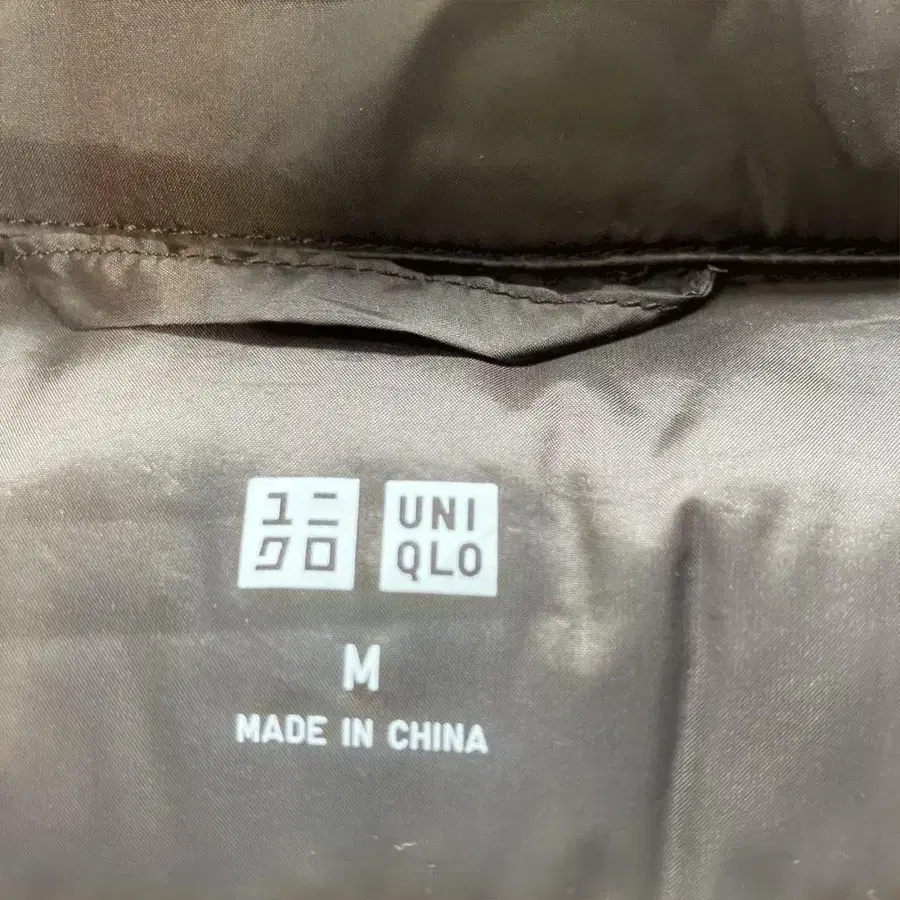 ユニ UNI
クロ QLO
M
MADE IN CHINA